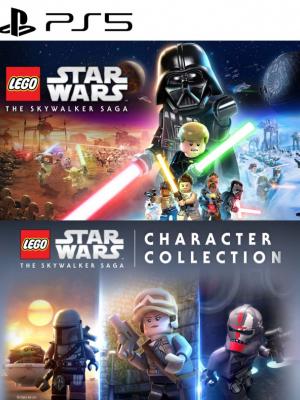 PS5
LEGO STAR WARS
THE SKYWALKER SAGA
LEGO STAR WARS
THE SKYWALKER SAGA
CHARACTER
COLLECTION